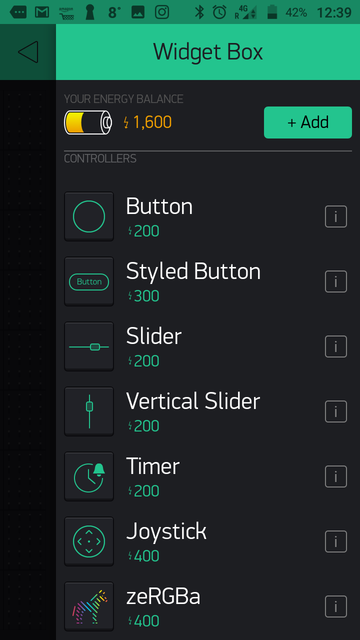 8°
R 4G
42% 12:39
Widget Box
YOUR ENERGY BALANCE
1,600
+ Add
CONTROLLERS
Button
200
i
Button
Styled Button
300
i
Slider
200
i
Vertical Slider
200
i
Timer
200
i
Joystick
400
i
zeRGBa
400
i